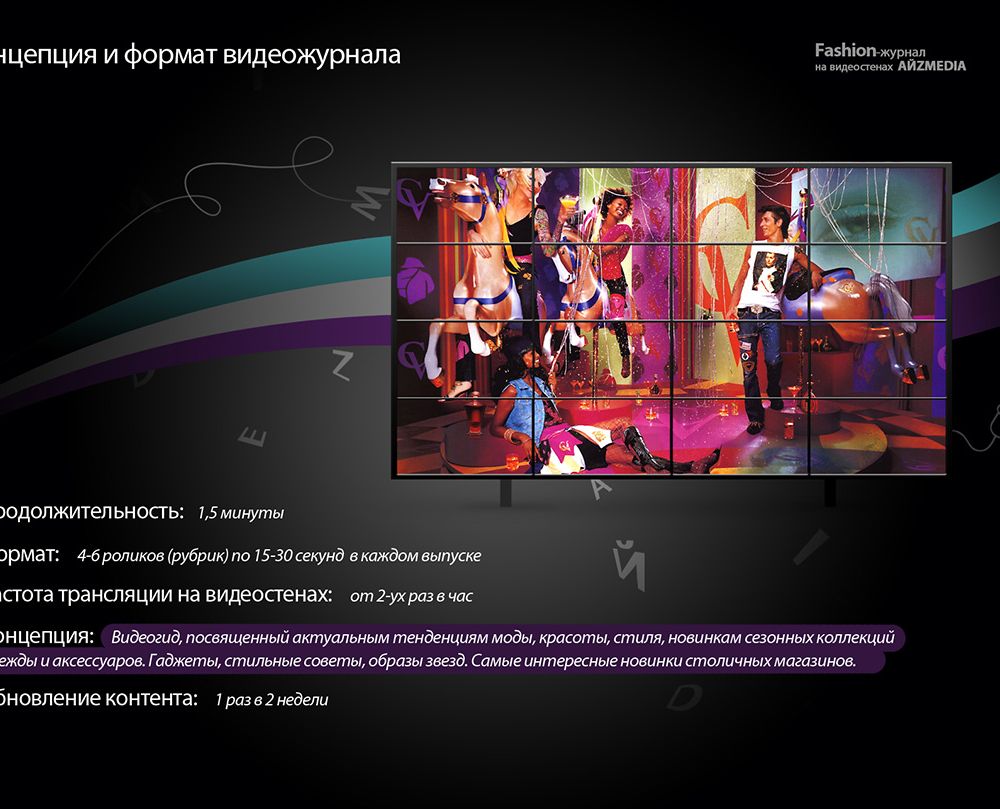 нцепция и формат видеожурнала
Fashion-журнал
на видеостенах АЙZMEDIA
М
Z
Е
А
Й
D
родолжительность: 1,5 минуты
ормат: 4-6 роликов (рубрик) по 15-30 секунд в каждом выпуске
астота трансляции на видеостенах: от 2-ух раз в час
онцепция: Видеогид, посвященный актуальным тенденциям моды, красоты, стиля, новинкам сезонных коллекций
ежды и аксессуаров. Гаджеты, стильные советы, образы звезд. Самые интересные новинки столичных магазинов.
бновление контента: 1 раз в 2 недели